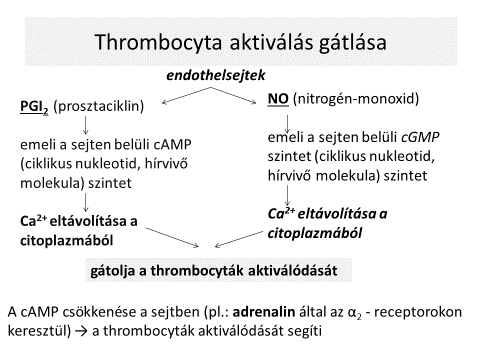 Thrombocyta aktiválás gátlása
endothelsejtek
PGI₂ (prosztaciklin)
NO (nitrogén-monoxid)
emeli a sejten belüli cAMP
(ciklikus nukleotid, hírvivő
molekula) szintet
emeli a sejten belüli cGMP
szintet (ciklikus nukleotid,
hírvivő molekula) szintet
Ca²⁺ eltávolítása a
citoplazmából
Ca²⁺ eltávolítása a
citoplazmából
gátolja a thrombocyták aktiválódását
A cAMP csökkenése a sejtben (pl.: adrenalin által az α₂ - receptorokon
keresztül) → a thrombocyták aktiválódását segíti